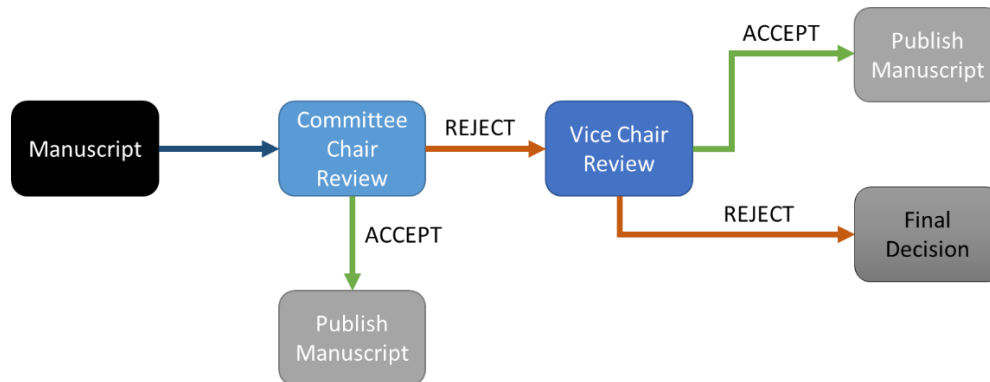 ACCEPT
Publish
Manuscript
Manuscript
Committee
Chair
Review
REJECT
Vice Chair
Review
ACCEPT
REJECT
Final
Decision
Publish
Manuscript